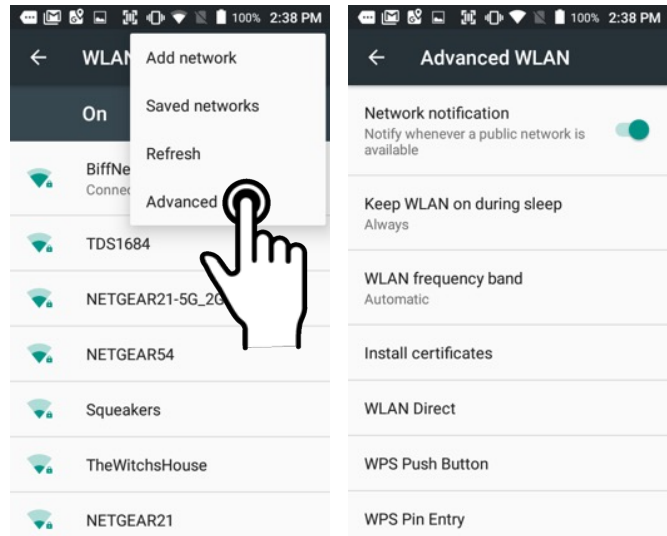 100% 2:38 PM
WLAN
Add network
Saved networks
Refresh
Advanced
On
BiffNe
Connec
TDS1684
NETGEAR21-5G_2G
NETGEAR54
Squeakers
TheWitchsHouse
NETGEAR21
100% 2:38 PM
Advanced WLAN
Network notification
Notify whenever a public network is
available
Keep WLAN on during sleep
Always
WLAN frequency band
Automatic
Install certificates
WLAN Direct
WPS Push Button
WPS Pin Entry